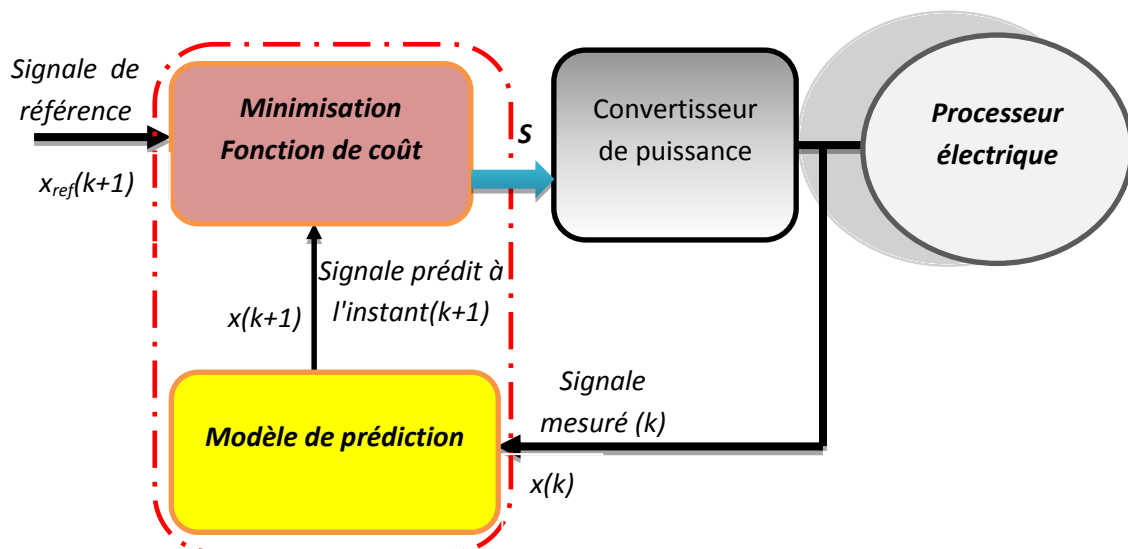 Signale de
référence
x_ref(k+1)
Minimisation
Fonction de coût
S
Convertisseur
de puissance
Processeur
électrique
Signale prédit à
l'instant(k+1)
x(k+1)
Modèle de prédiction
Signale
mesuré (k)
x(k)